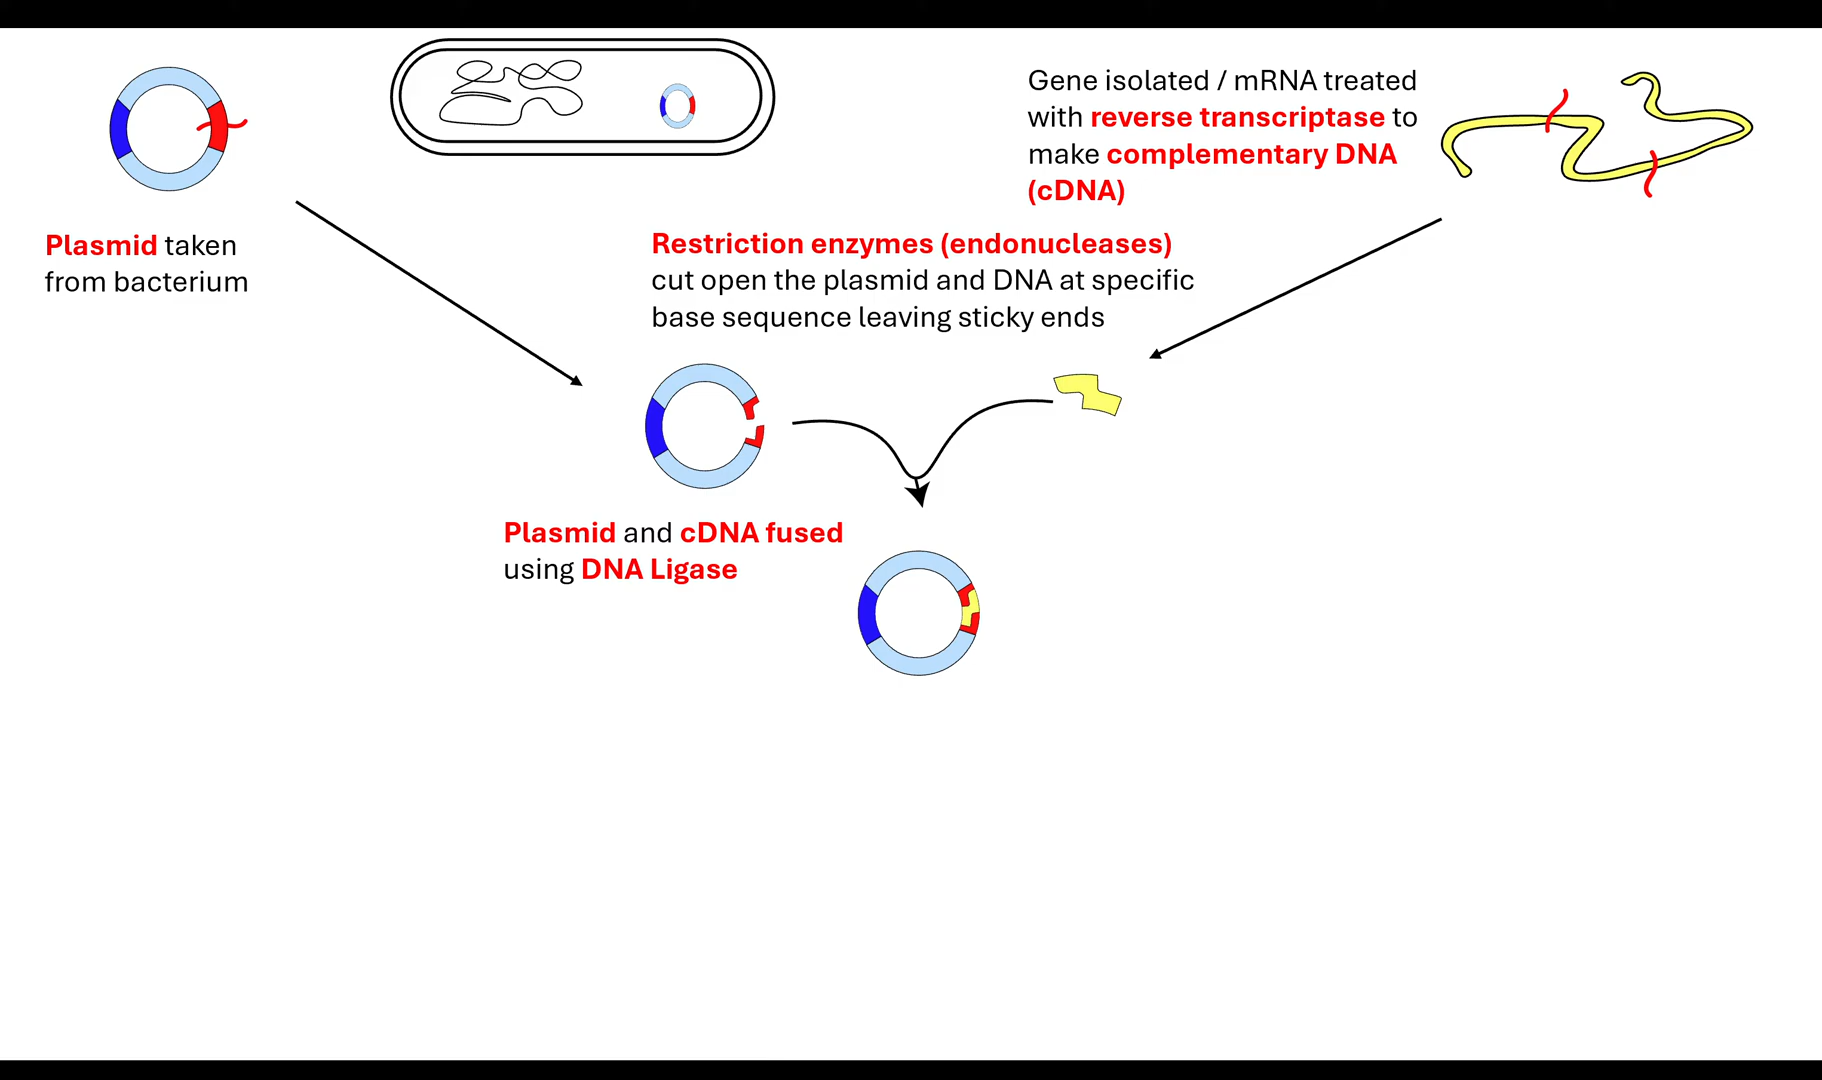 Plasmid taken
from bacterium
Gene isolated / mRNA treated
with reverse transcriptase to
make complementary DNA
(cDNA)
Restriction enzymes (endonucleases)
cut open the plasmid and DNA at specific
base sequence leaving sticky ends
Plasmid and cDNA fused
using DNA Ligase